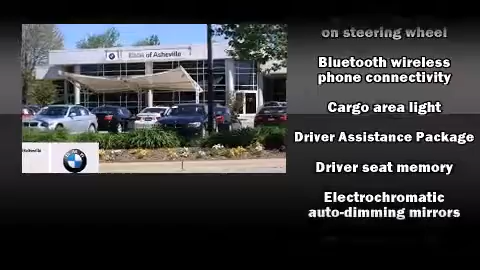 BMW of Asheville
Asheville
on steering wheel
Bluetooth wireless
phone connectivity
Cargo area light
Driver Assistance Package
Driver seat memory
Electrochromatic
auto-dimming mirrors